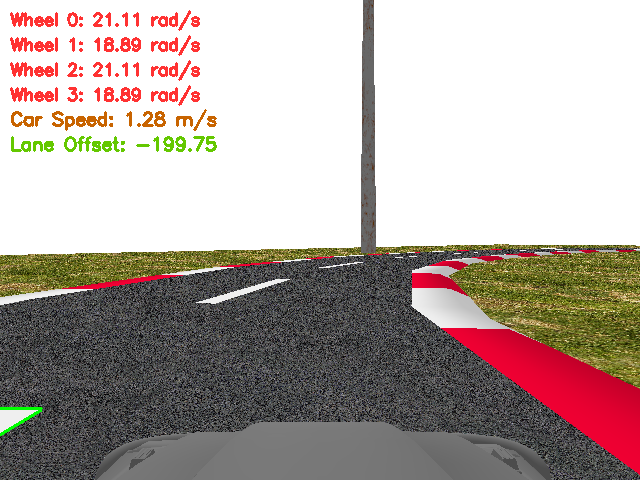 Wheel 0: 21.11 rad/s
Wheel 1: 18.89 rad/s
Wheel 2: 21.11 rad/s
Wheel 3: 18.89 rad/s
Car Speed: 1.28 m/s
Lane Offset: -199.75